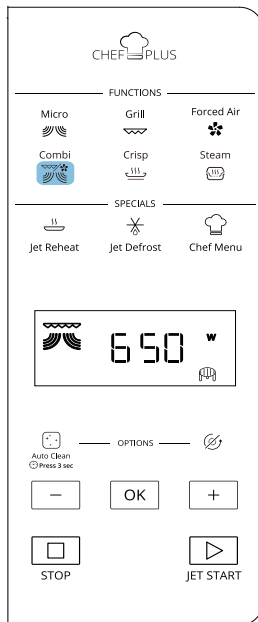 CHEF PLUS
FUNCTIONS
Micro Grill Forced Air
Combi Crisp Steam
SPECIALS
Jet Reheat Jet Defrost Chef Menu
650 W
Auto Clean OPTIONS
Press 3 sec
− OK +
STOP JET START